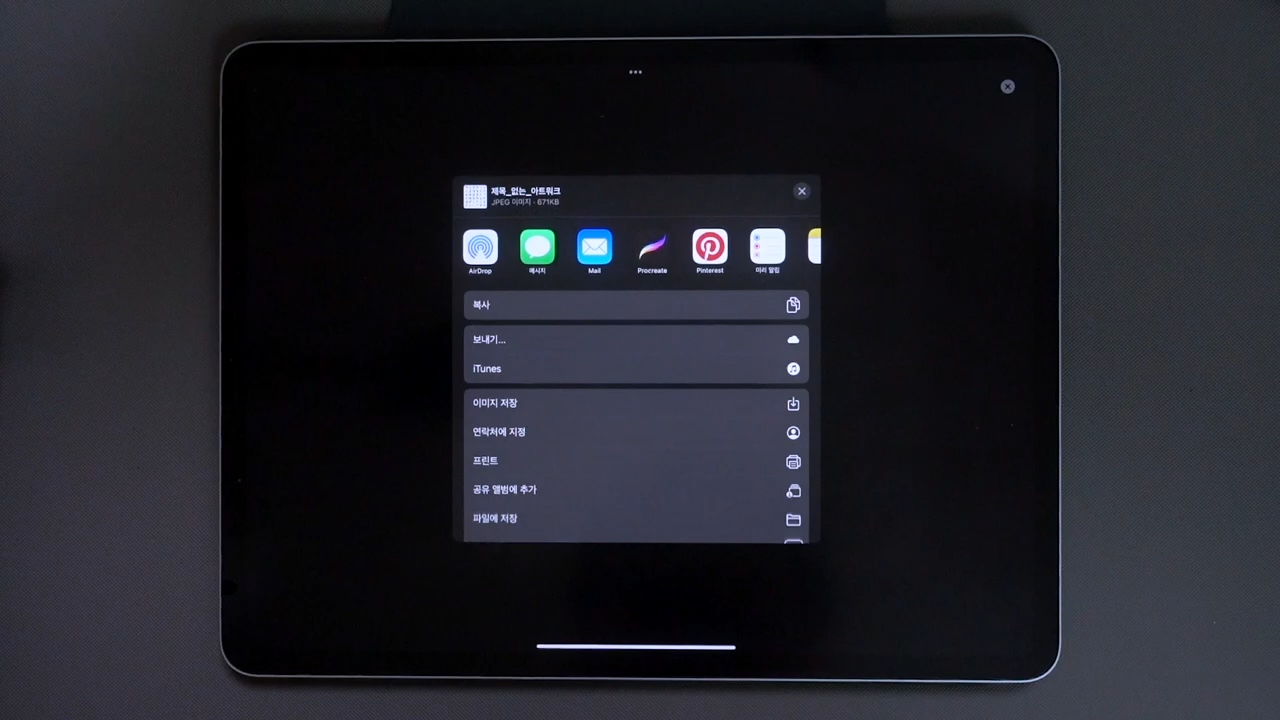 제목_없는_아트워크
JPEG 이미지 · 671KB
AirDrop
메시지
Mail
Procreate
Pinterest
미리 알림
복사
보내기...
iTunes
이미지 저장
연락처에 지정
프린트
공유 앨범에 추가
파일에 저장